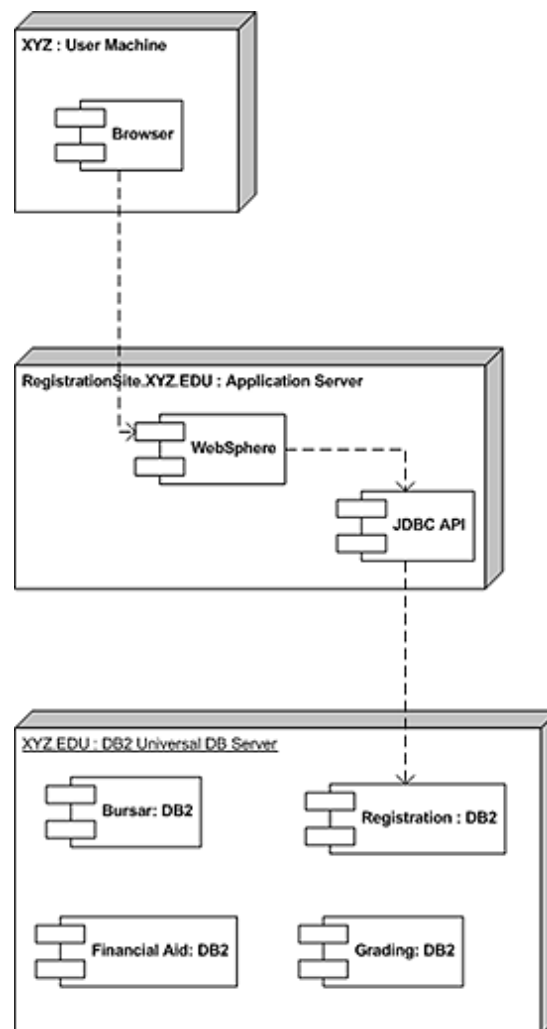 XYZ : User Machine
Browser
RegistrationSite.XYZ.EDU : Application Server
WebSphere
JDBC API
XYZ.EDU : DB2 Universal DB Server
Bursar: DB2
Registration : DB2
Financial Aid: DB2
Grading: DB2